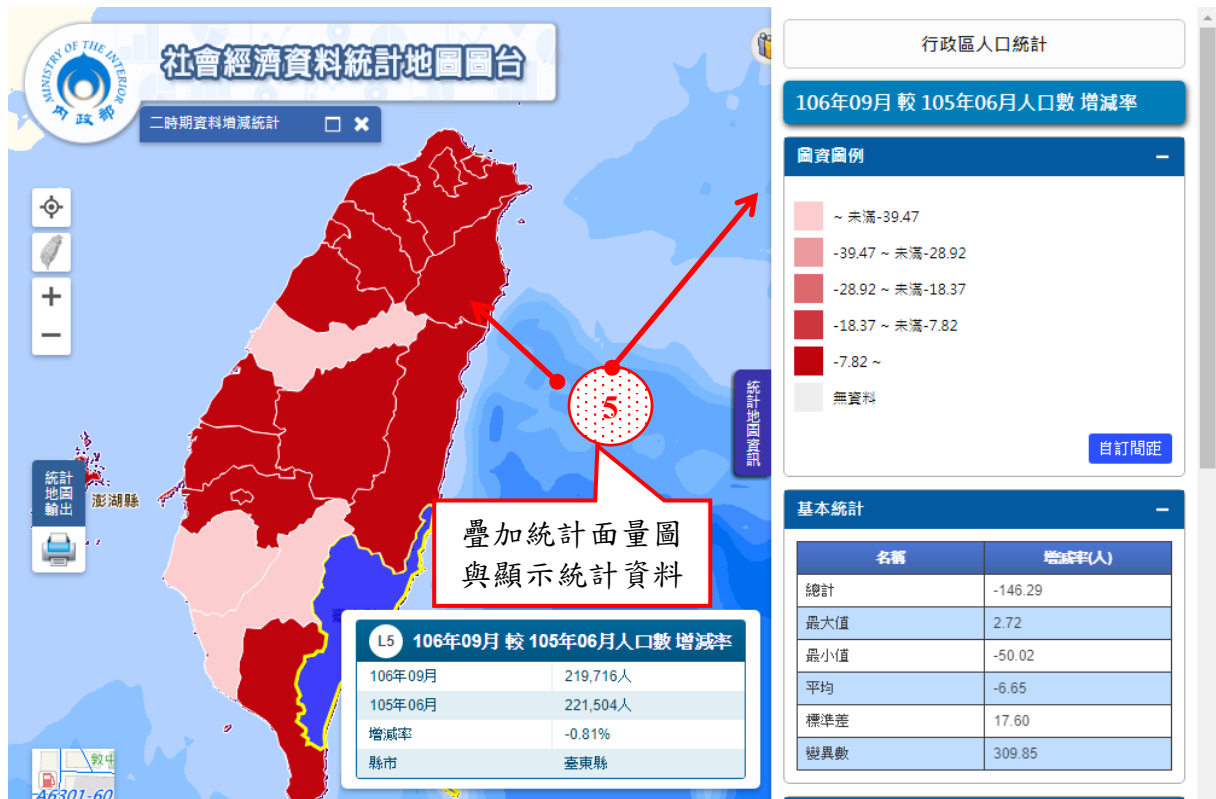 MINISTRY OF THE INTERIOR
內政部
社會經濟資料統計地圖圖台
二時期資料增減統計
統計地圖輸出
澎湖縣
統計地圖資訊
5
疊加統計面量圖
與顯示統計資料
L5 106年09月 較 105年06月人口數 增減率
106年09月 219,716人
105年06月 221,504人
增減率 -0.81%
縣市 臺東縣
敦中
A6301-60
行政區人口統計
106年09月 較 105年06月人口數 增減率
圖資圖例
~ 未滿-39.47
-39.47 ~ 未滿-28.92
-28.92 ~ 未滿-18.37
-18.37 ~ 未滿-7.82
-7.82 ~
無資料
自訂間距
基本統計
名稱 增減率(人)
總計 -146.29
最大值 2.72
最小值 -50.02
平均 -6.65
標準差 17.60
變異數 309.85